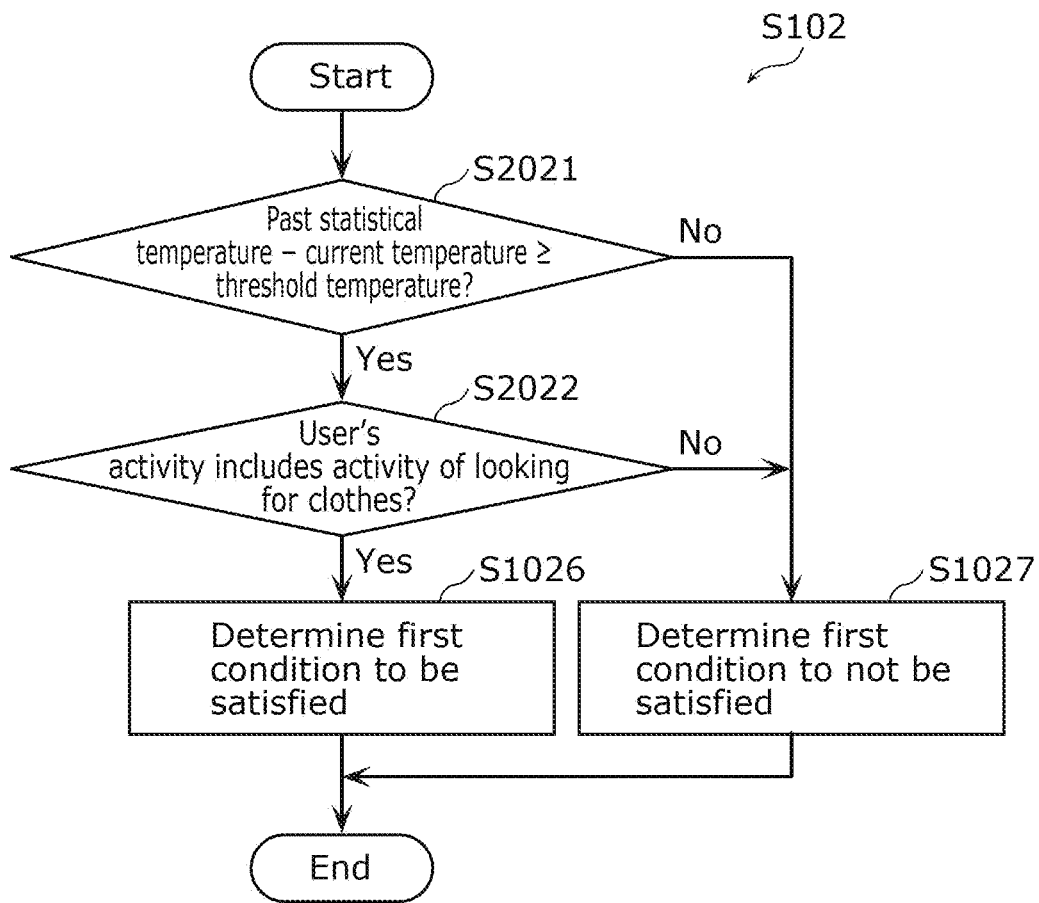 S102
Start
S2021
Past statistical
temperature – current temperature ≥
threshold temperature?
No
Yes
S2022
User's
activity includes activity of looking
for clothes?
No
Yes
S1026
Determine first
condition to be
satisfied
S1027
Determine first
condition to not be
satisfied
End